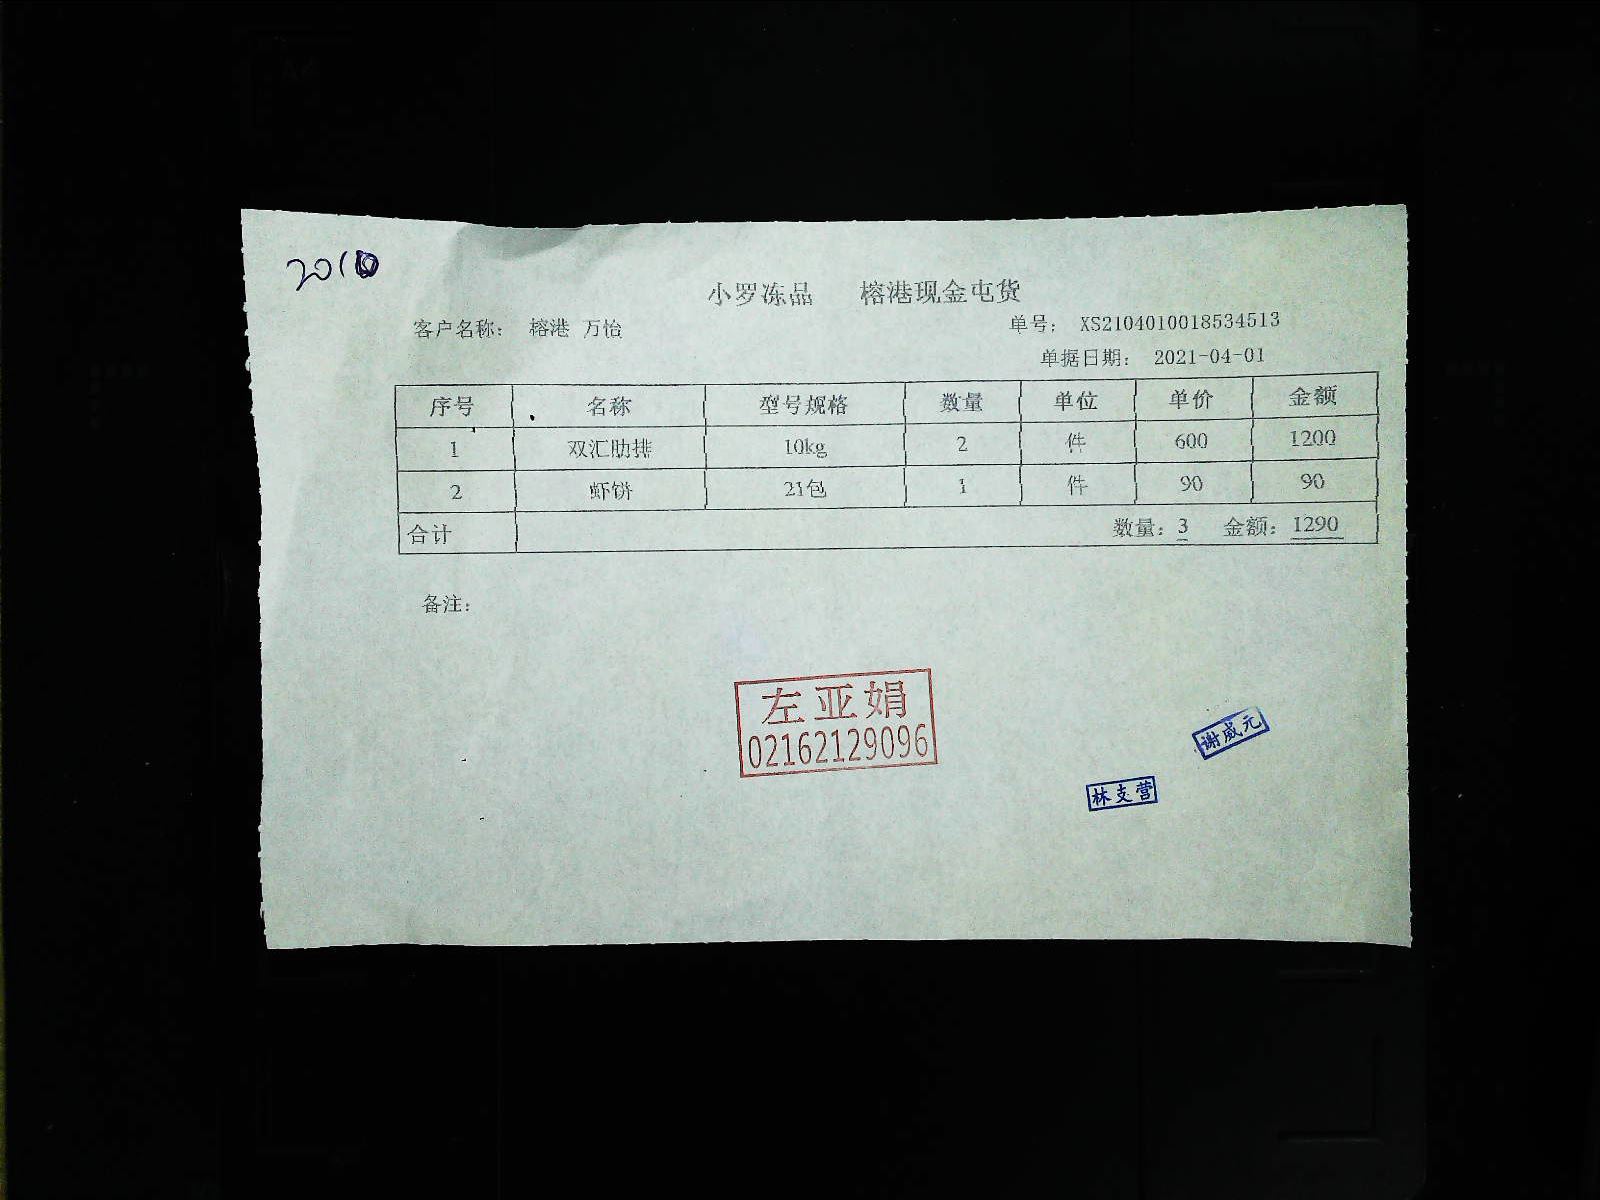 小罗冻品 榕港现金屯货
客户名称： 榕港 万怡 单号： XS2104010018534513
单据日期： 2021-04-01
序号 名称 型号规格 数量 单位 单价 金额
1 双汇肋排 10kg 2 件 600 1200
2 虾饼 21包 1 件 90 90
合计 数量：3 金额：1290
备注：
左亚娟
02162129096
谢威元
林支营